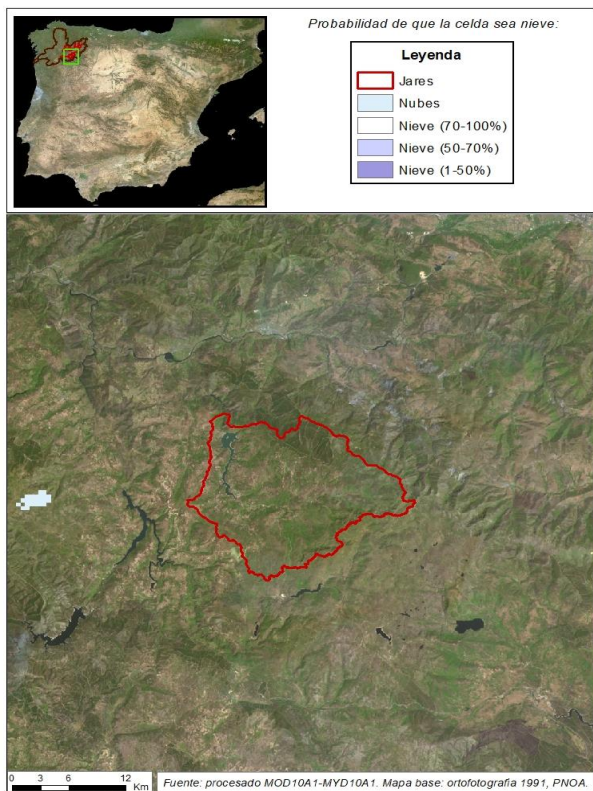 Probabilidad de que la celda sea nieve:
Leyenda
Jares
Nubes
Nieve (70-100%)
Nieve (50-70%)
Nieve (1-50%)
0 3 6 12
Km
Fuente: procesado MOD10A1-MYD10A1. Mapa base: ortofotografia 1991, PNOA.